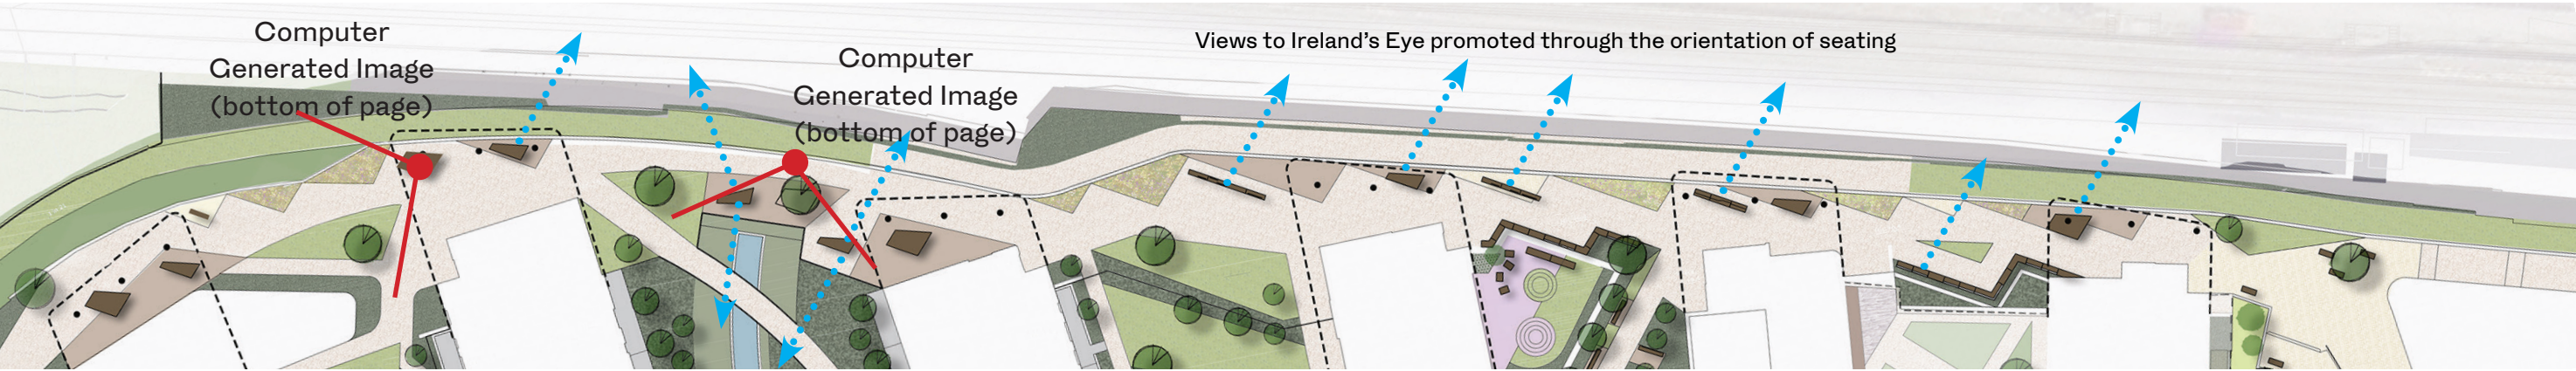 Computer
Generated Image
(bottom of page)
Computer
Generated Image
(bottom of page)
Views to Ireland's Eye promoted through the orientation of seating